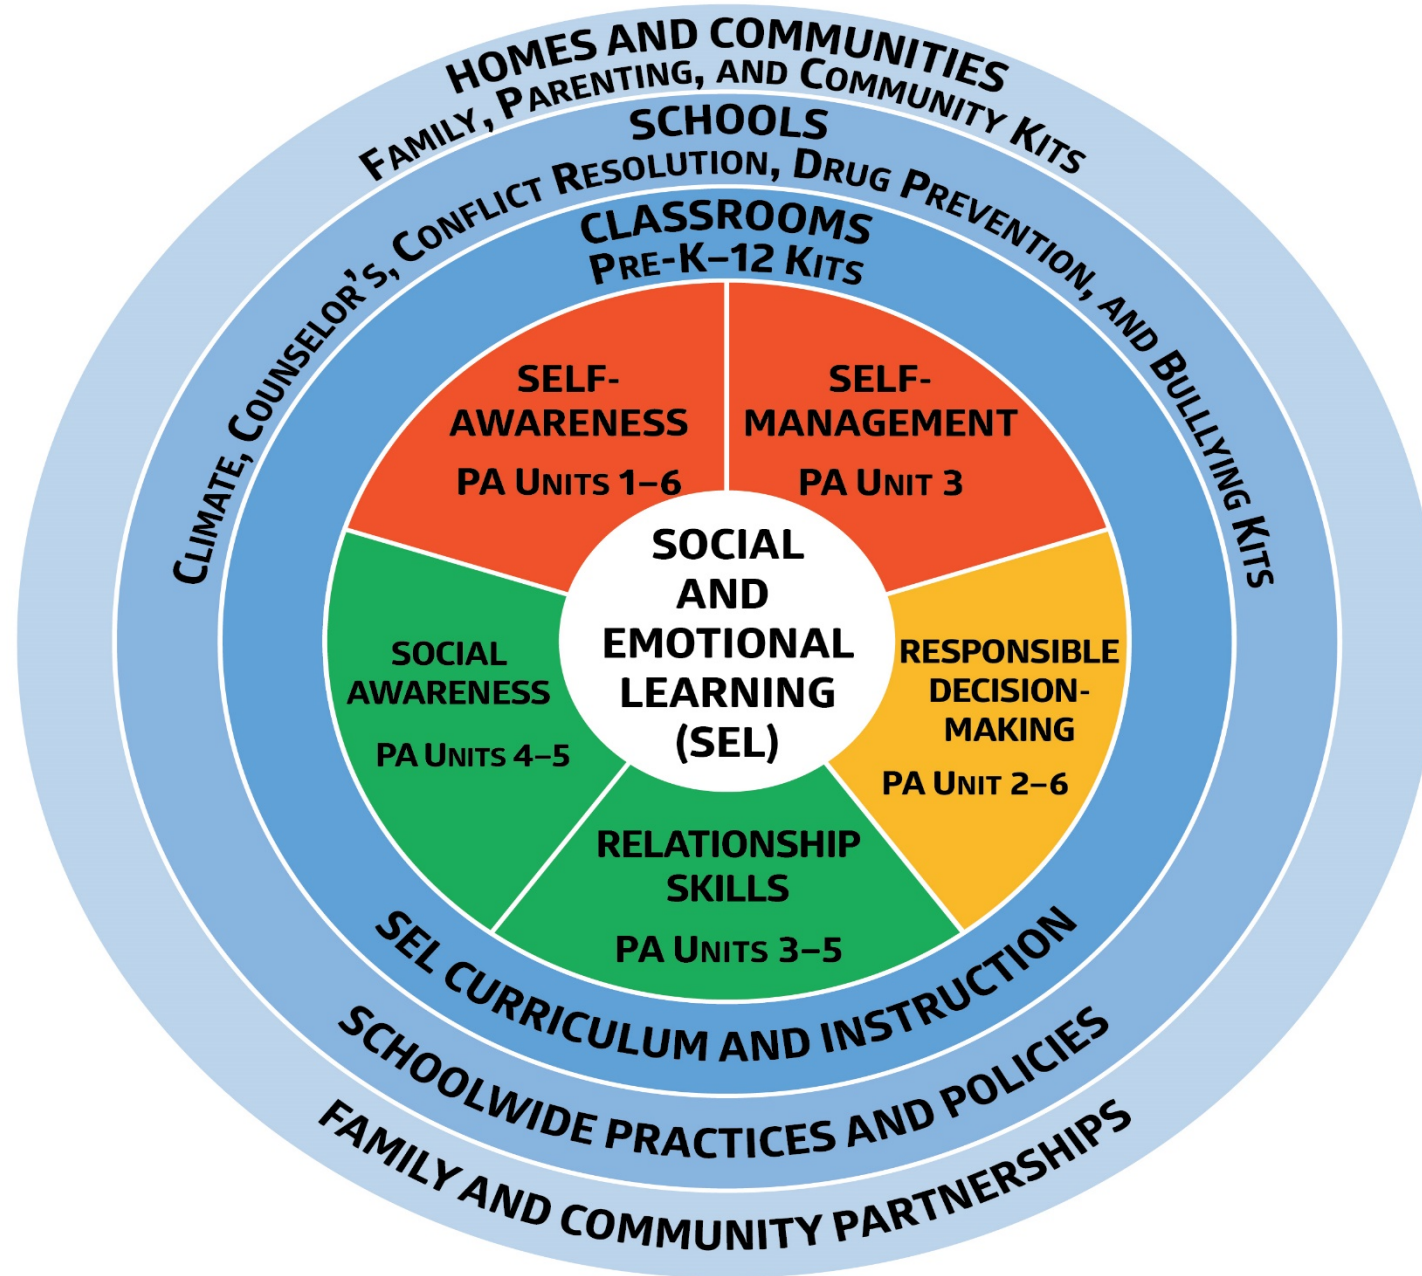 HOMES AND COMMUNITIES
FAMILY, PARENTING, AND COMMUNITY KITS
SCHOOLS
CLIMATE, COUNSELOR'S, CONFLICT RESOLUTION, DRUG PREVENTION, AND BULLLYING KITS
CLASSROOMS
PRE-K–12 KITS
SELF-
AWARENESS
PA UNITS 1–6
SELF-
MANAGEMENT
PA UNIT 3
SOCIAL
AND
EMOTIONAL
LEARNING
(SEL)
SOCIAL
AWARENESS
PA UNITS 4–5
RESPONSIBLE
DECISION-
MAKING
PA UNIT 2–6
RELATIONSHIP
SKILLS
PA UNITS 3–5
SEL CURRICULUM AND INSTRUCTION
SCHOOLWIDE PRACTICES AND POLICIES
FAMILY AND COMMUNITY PARTNERSHIPS